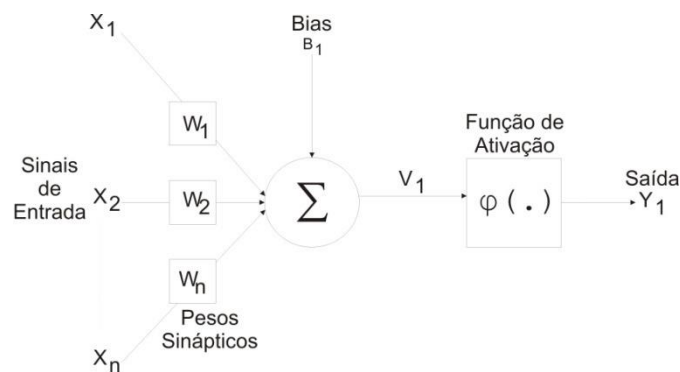 X1
Bias
B1
W1
Função de
Ativação
Sinais
de
Entrada
X2
W2
Σ
V1
φ(.)
Saída
Y1
Wn
Pesos
Sinápticos
Xn